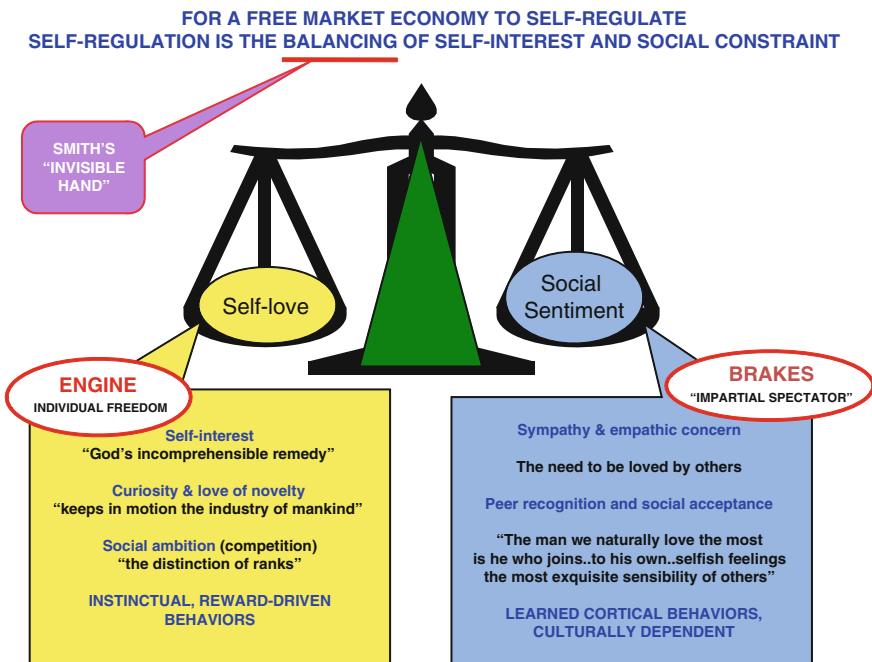 FOR A FREE MARKET ECONOMY TO SELF-REGULATE
SELF-REGULATION IS THE BALANCING OF SELF-INTEREST AND SOCIAL CONSTRAINT
SMITH'S
“INVISIBLE
HAND”
Self-love
Social
Sentiment
ENGINE
INDIVIDUAL FREEDOM
Self-interest
“God’s incomprehensible remedy”
Curiosity & love of novelty
“keeps in motion the industry of mankind”
Social ambition (competition)
“the distinction of ranks”
INSTINCTUAL, REWARD-DRIVEN
BEHAVIORS
BRAKES
“IMPARTIAL SPECTATOR”
Sympathy & empathic concern
The need to be loved by others
Peer recognition and social acceptance
“The man we naturally love the most
is he who joins..to his own..selfish feelings
the most exquisite sensibility of others”
LEARNED CORTICAL BEHAVIORS,
CULTURALLY DEPENDENT